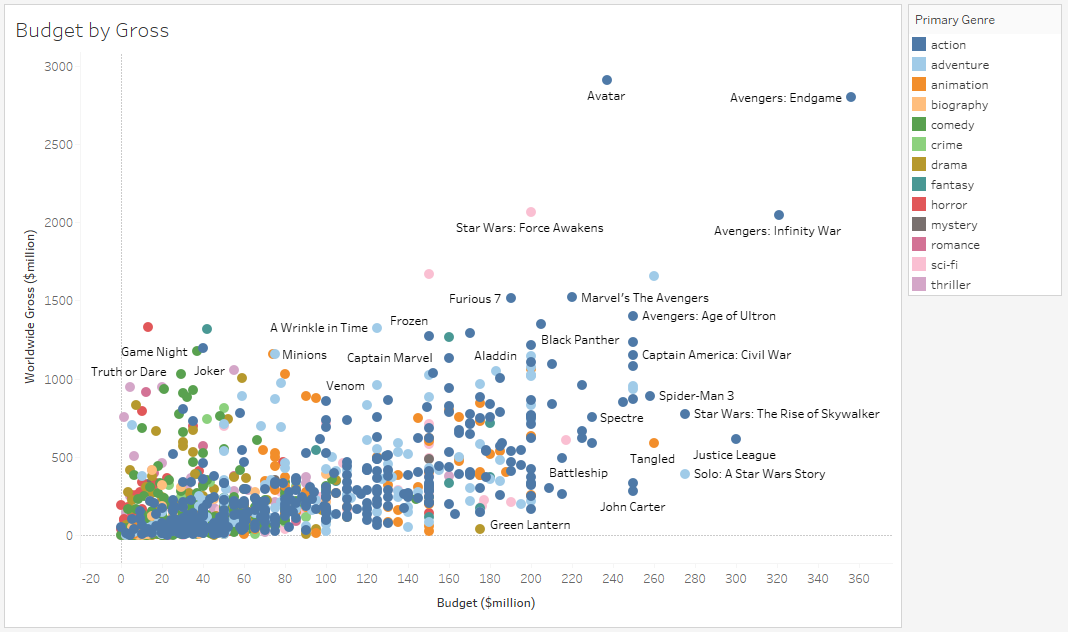 Budget by Gross
Primary Genre
action
adventure
animation
biography
comedy
crime
drama
fantasy
horror
mystery
romance
sci-fi
thriller
Worldwide Gross ($million)
3000
2500
2000
1500
1000
500
0
Avatar
Avengers: Endgame
Star Wars: Force Awakens
Avengers: Infinity War
Furious 7
Marvel's The Avengers
Avengers: Age of Ultron
A Wrinkle in Time
Frozen
Black Panther
Game Night
Minions
Captain Marvel
Aladdin
Captain America: Civil War
Truth or Dare
Joker
Venom
Spider-Man 3
Spectre
Star Wars: The Rise of Skywalker
Tangled
Justice League
Battleship
Solo: A Star Wars Story
John Carter
Green Lantern
-20 0 20 40 60 80 100 120 140 160 180 200 220 240 260 280 300 320 340 360
Budget ($million)